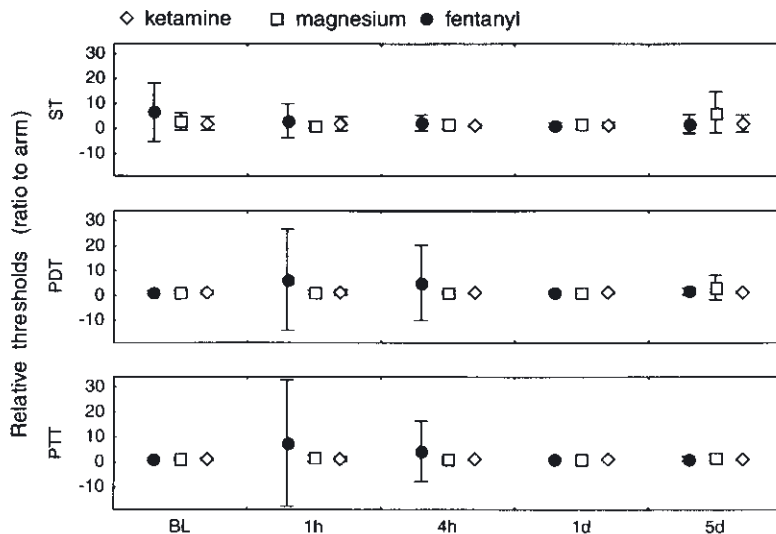 ketamine magnesium fentanyl
Relative thresholds (ratio to arm)
ST
30
20
10
0
-10
PDT
30
20
10
0
-10
PTT
30
20
10
0
-10
BL 1h 4h 1d 5d